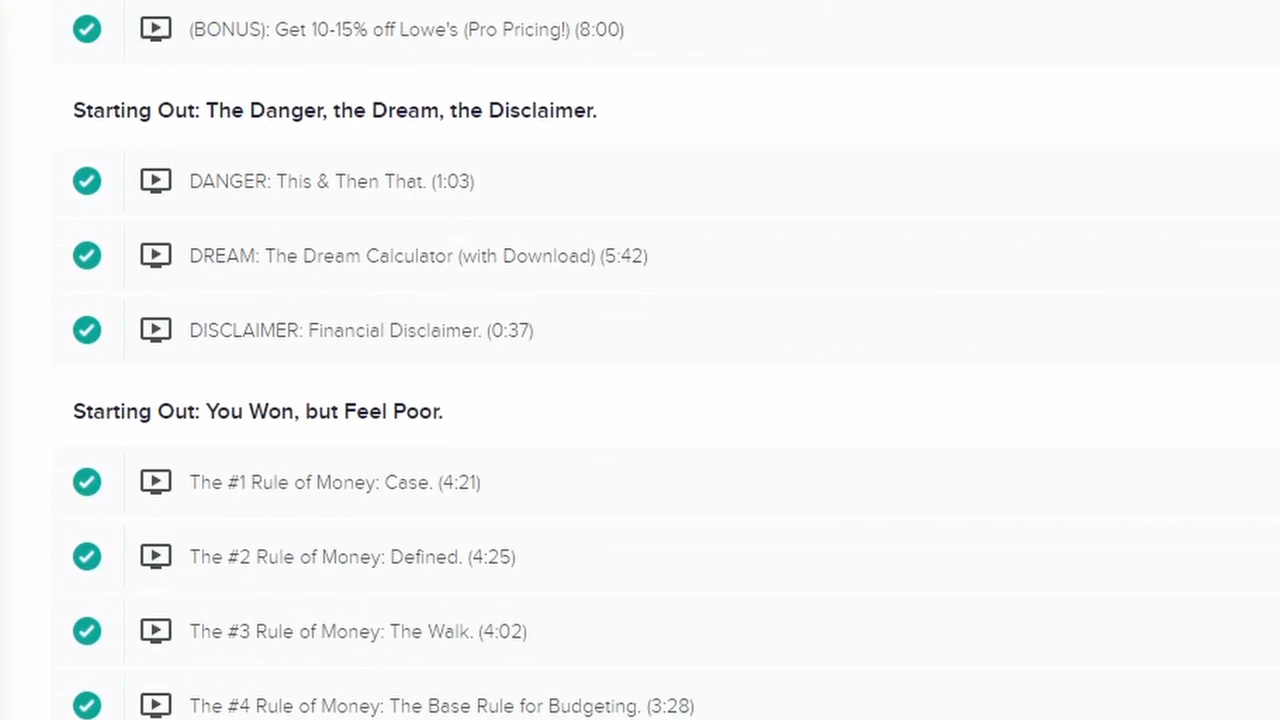 (BONUS): Get 10-15% off Lowe's (Pro Pricing!) (8:00)
Starting Out: The Danger, the Dream, the Disclaimer.
DANGER: This & Then That. (1:03)
DREAM: The Dream Calculator (with Download) (5:42)
DISCLAIMER: Financial Disclaimer. (0:37)
Starting Out: You Won, but Feel Poor.
The #1 Rule of Money: Case. (4:21)
The #2 Rule of Money: Defined. (4:25)
The #3 Rule of Money: The Walk. (4:02)
The #4 Rule of Money: The Base Rule for Budgeting. (3:28)